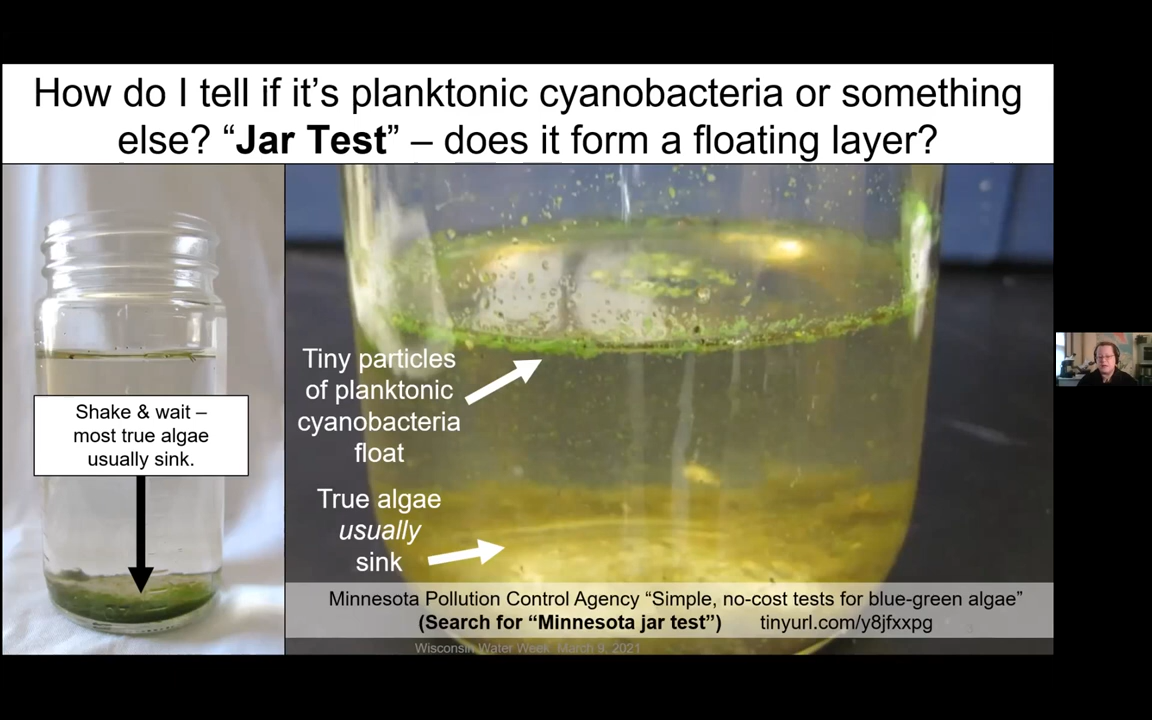 How do I tell if it’s planktonic cyanobacteria or something
else? “Jar Test” – does it form a floating layer?
Shake & wait –
most true algae
usually sink.
Tiny particles
of planktonic
cyanobacteria
float
True algae
usually
sink
Minnesota Pollution Control Agency “Simple, no-cost tests for blue-green algae”
(Search for “Minnesota jar test”) tinyurl.com/y8jfxxpg
Wisconsin Water Week March 9, 2021